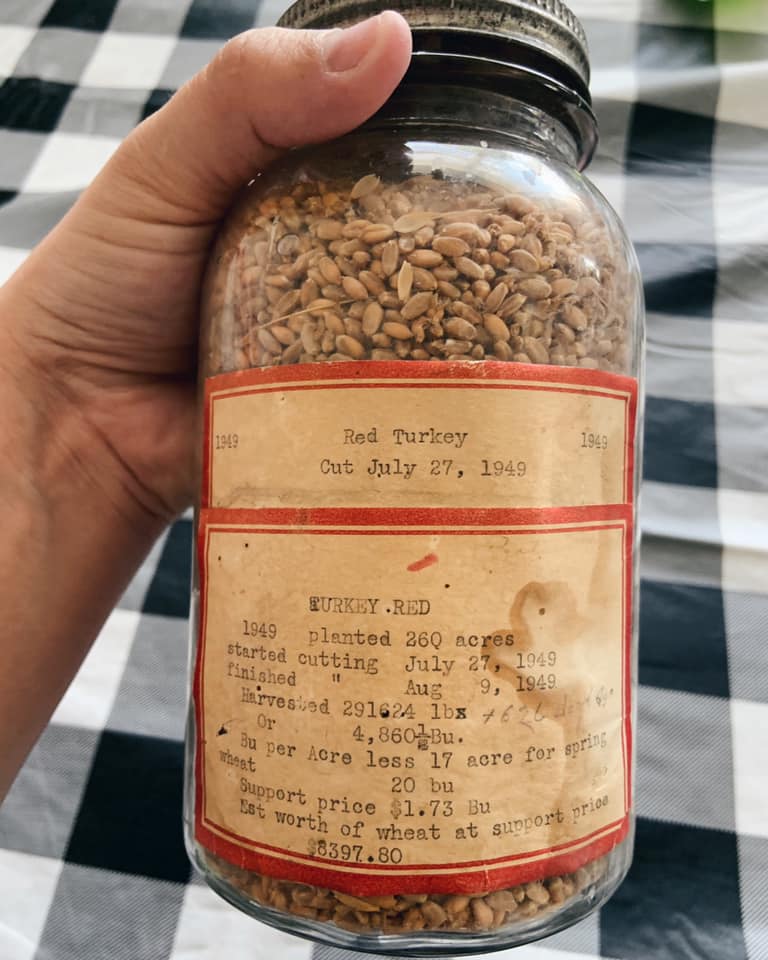 1949 Red Turkey 1949
Cut July 27, 1949
TURKEY.RED
1949 planted 260 acres
started cutting July 27, 1949
finished " Aug 9, 1949
Harvested 291624 lbs + 626
Or 4,860½Bu.
Bu per Acre less 17 acre for spring
wheat
20 bu
Support price $1.73 Bu
Est worth of wheat at support price
$8397.80